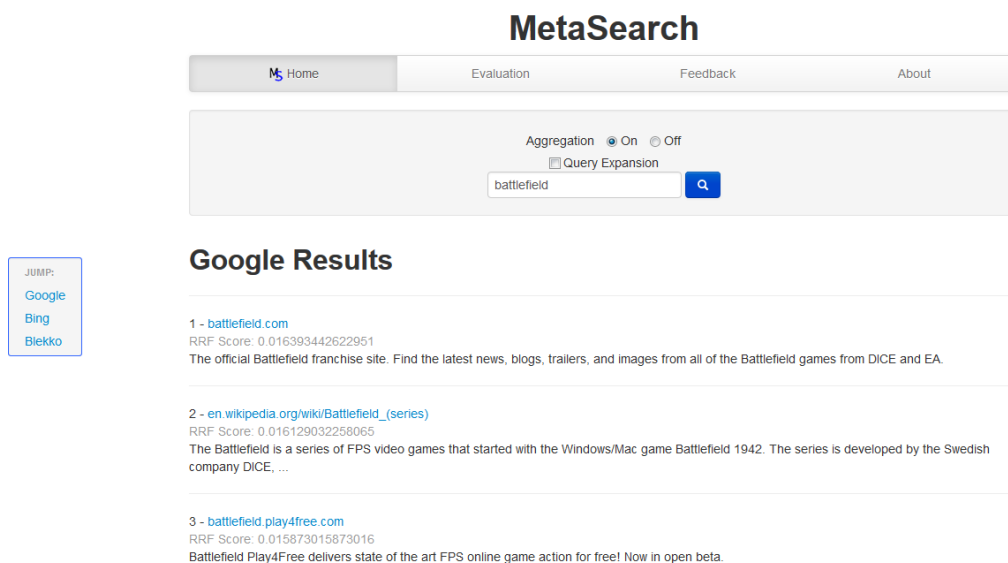 MetaSearch
MS Home Evaluation Feedback About
Aggregation On Off
Query Expansion
battlefield
Google Results
JUMP:
Google
Bing
Blekko
1 - battlefield.com
RRF Score: 0.016393442622951
The official Battlefield franchise site. Find the latest news, blogs, trailers, and images from all of the Battlefield games from DICE and EA.
2 - en.wikipedia.org/wiki/Battlefield_(series)
RRF Score: 0.016129032258065
The Battlefield is a series of FPS video games that started with the Windows/Mac game Battlefield 1942. The series is developed by the Swedish
company DICE, ...
3 - battlefield.play4free.com
RRF Score: 0.015873015873016
Battlefield Play4Free delivers state of the art FPS online game action for free! Now in open beta.